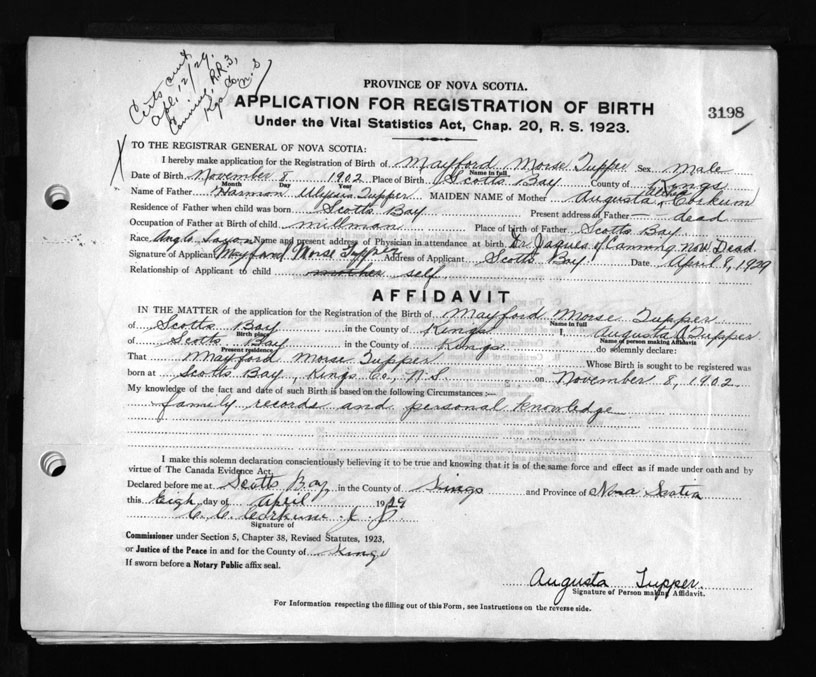 Certs sent
Apl. 12/29.
Canning, R.R.3,
Kgs Co. N.S
PROVINCE OF NOVA SCOTIA.
APPLICATION FOR REGISTRATION OF BIRTH
3198
Under the Vital Statistics Act, Chap. 20, R. S. 1923.
X TO THE REGISTRAR GENERAL OF NOVA SCOTIA:
I hereby make application for the Registration of Birth of Mayford Morse Tupper Sex Male
Name in full
Date of Birth November 8 1902 Place of Birth Scotts Bay County of Kings
Month Day Year
Name of Father Harmon Ulyssis Tupper MAIDEN NAME of Mother Augusta Corkum
Residence of Father when child was born Scotts Bay Present address of Father – dead
Occupation of Father at Birth of child millman Place of birth of Father Scotts Bay
Race Anglo Saxon Name and present address of Physician in attendance at birth Dr Jaques of Canning now Dead.
Signature of Applicant Mayford Morse Tupper Address of Applicant Scotts Bay Date April 8, 1929
Relationship of Applicant to child mother self
AFFIDAVIT
IN THE MATTER of the application for the Registration of the Birth of Mayford Morse Tupper
Name in full
of Scotts Bay in the County of Kings I, Augusta Tupper
Birth place Name of person making Affidavit
of Scotts Bay in the County of Kings do solemnly declare:
Present residence
That Mayford Morse Tupper Whose Birth is sought to be registered was
born at Scotts Bay, Kings Co., N.S. on November 8, 1902
My knowledge of the fact and date of such Birth is based on the following Circumstances:—
family records and personal knowledge
I make this solemn declaration conscientiously believing it to be true and knowing that it is of the same force and effect as if made under oath and by
virtue of The Canada Evidence Act.
Declared before me at Scotts Bay in the County of Kings and Province of Nova Scotia
this Eigh day of April 1929
C. C. Corkum J. P.
Signature of
Commissioner under Section 5, Chapter 38, Revised Statutes, 1923,
or Justice of the Peace in and for the County of Kings
If sworn before a Notary Public affix seal.
Augusta Tupper.
Signature of Person making Affidavit.
For Information respecting the filling out of this Form, see Instructions on the reverse side.